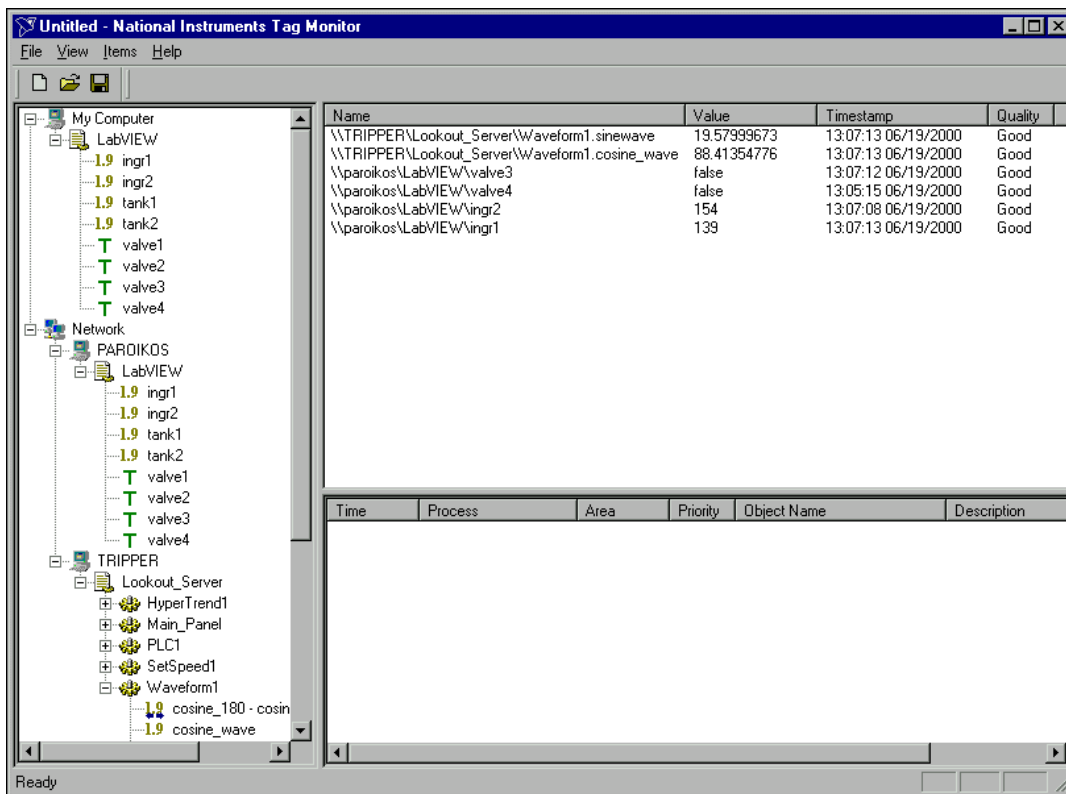 Untitled - National Instruments Tag Monitor
File View Items Help
My Computer
LabVIEW
1.9 ingr1
1.9 ingr2
1.9 tank1
1.9 tank2
T valve1
T valve2
T valve3
T valve4
Network
PAROIKOS
LabVIEW
1.9 ingr1
1.9 ingr2
1.9 tank1
1.9 tank2
T valve1
T valve2
T valve3
T valve4
TRIPPER
Lookout_Server
HyperTrend1
Main_Panel
PLC1
SetSpeed1
Waveform1
1.9 cosine_180 - cosin
1.9 cosine_wave
Name Value Timestamp Quality
\\TRIPPER\Lookout_Server\Waveform1.sinewave 19.57999673 13:07:13 06/19/2000 Good
\\TRIPPER\Lookout_Server\Waveform1.cosine_wave 88.41354776 13:07:13 06/19/2000 Good
\\paroikos\LabVIEW\valve3 false 13:07:12 06/19/2000 Good
\\paroikos\LabVIEW\valve4 false 13:05:15 06/19/2000 Good
\\paroikos\LabVIEW\ingr2 154 13:07:08 06/19/2000 Good
\\paroikos\LabVIEW\ingr1 139 13:07:13 06/19/2000 Good
Time Process Area Priority Object Name Description
Ready